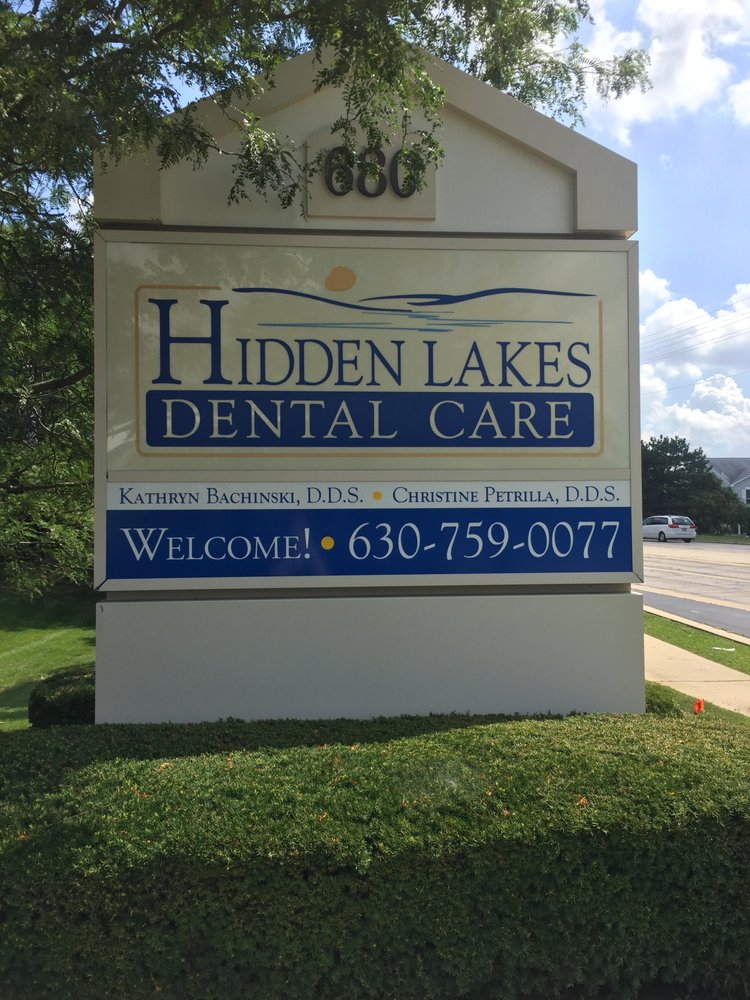 680
HIDDEN LAKES
DENTAL CARE
KATHRYN BACHINSKI, D.D.S. • CHRISTINE PETRILLA, D.D.S.
WELCOME! • 630-759-0077